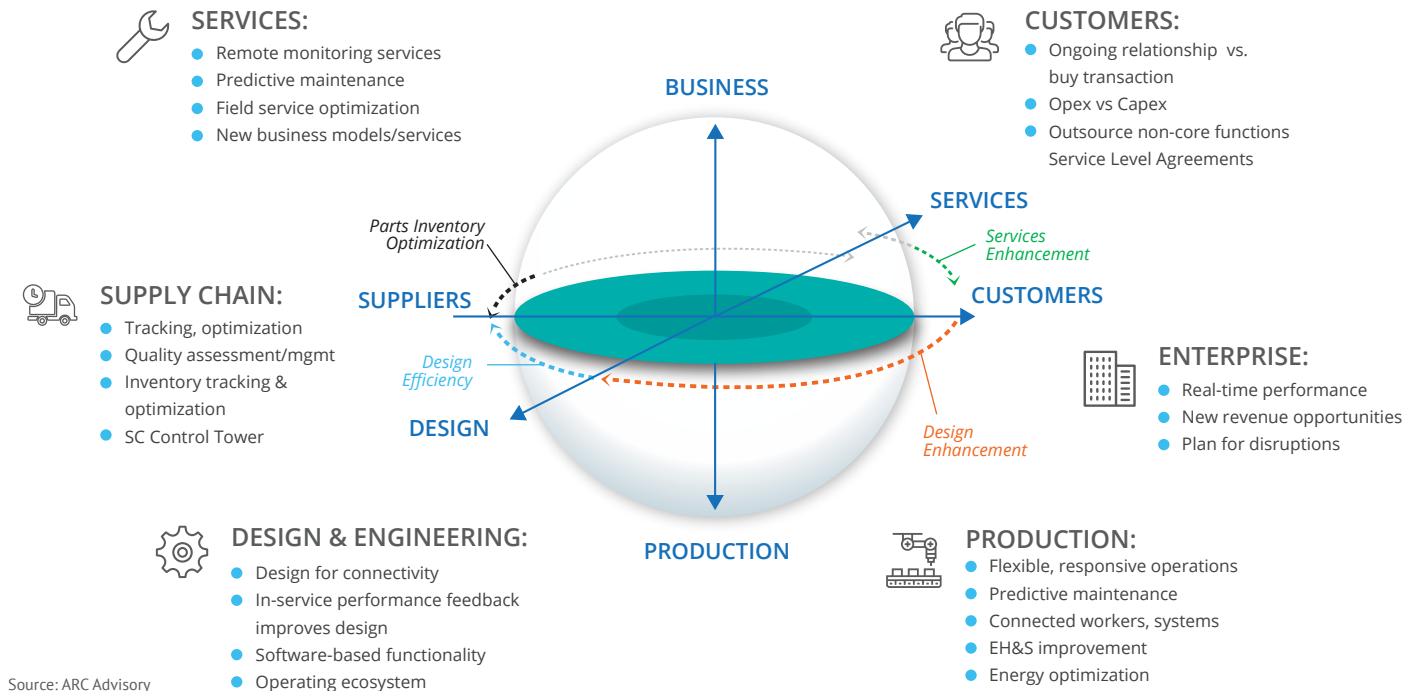 SERVICES:
Remote monitoring services
Predictive maintenance
Field service optimization
New business models/services
CUSTOMERS:
Ongoing relationship vs.
buy transaction
Opex vs Capex
Outsource non-core functions
Service Level Agreements
BUSINESS
SERVICES
Parts Inventory
Optimization
Services
Enhancement
SUPPLIERS
CUSTOMERS
SUPPLY CHAIN:
Tracking, optimization
Quality assessment/mgmt
Inventory tracking &
optimization
SC Control Tower
Design
Efficiency
DESIGN
Design
Enhancement
ENTERPRISE:
Real-time performance
New revenue opportunities
Plan for disruptions
PRODUCTION
DESIGN & ENGINEERING:
Design for connectivity
In-service performance feedback
improves design
Software-based functionality
Operating ecosystem
PRODUCTION:
Flexible, responsive operations
Predictive maintenance
Connected workers, systems
EH&S improvement
Energy optimization
Source: ARC Advisory